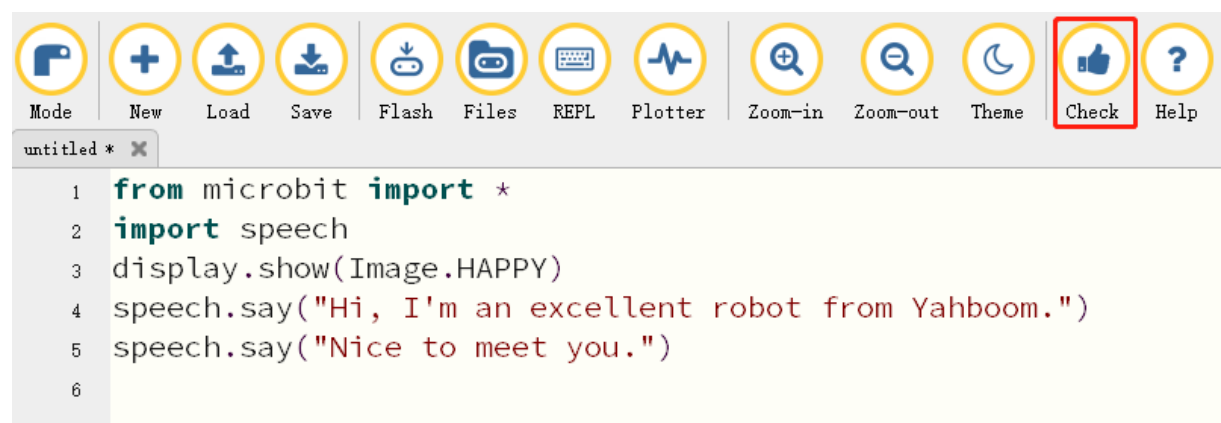 Mode New Load Save Flash Files REPL Plotter Zoom-in Zoom-out Theme Check Help
untitled *
1 from microbit import *
2 import speech
3 display.show(Image.HAPPY)
4 speech.say("Hi, I'm an excellent robot from Yahboom.")
5 speech.say("Nice to meet you.")
6